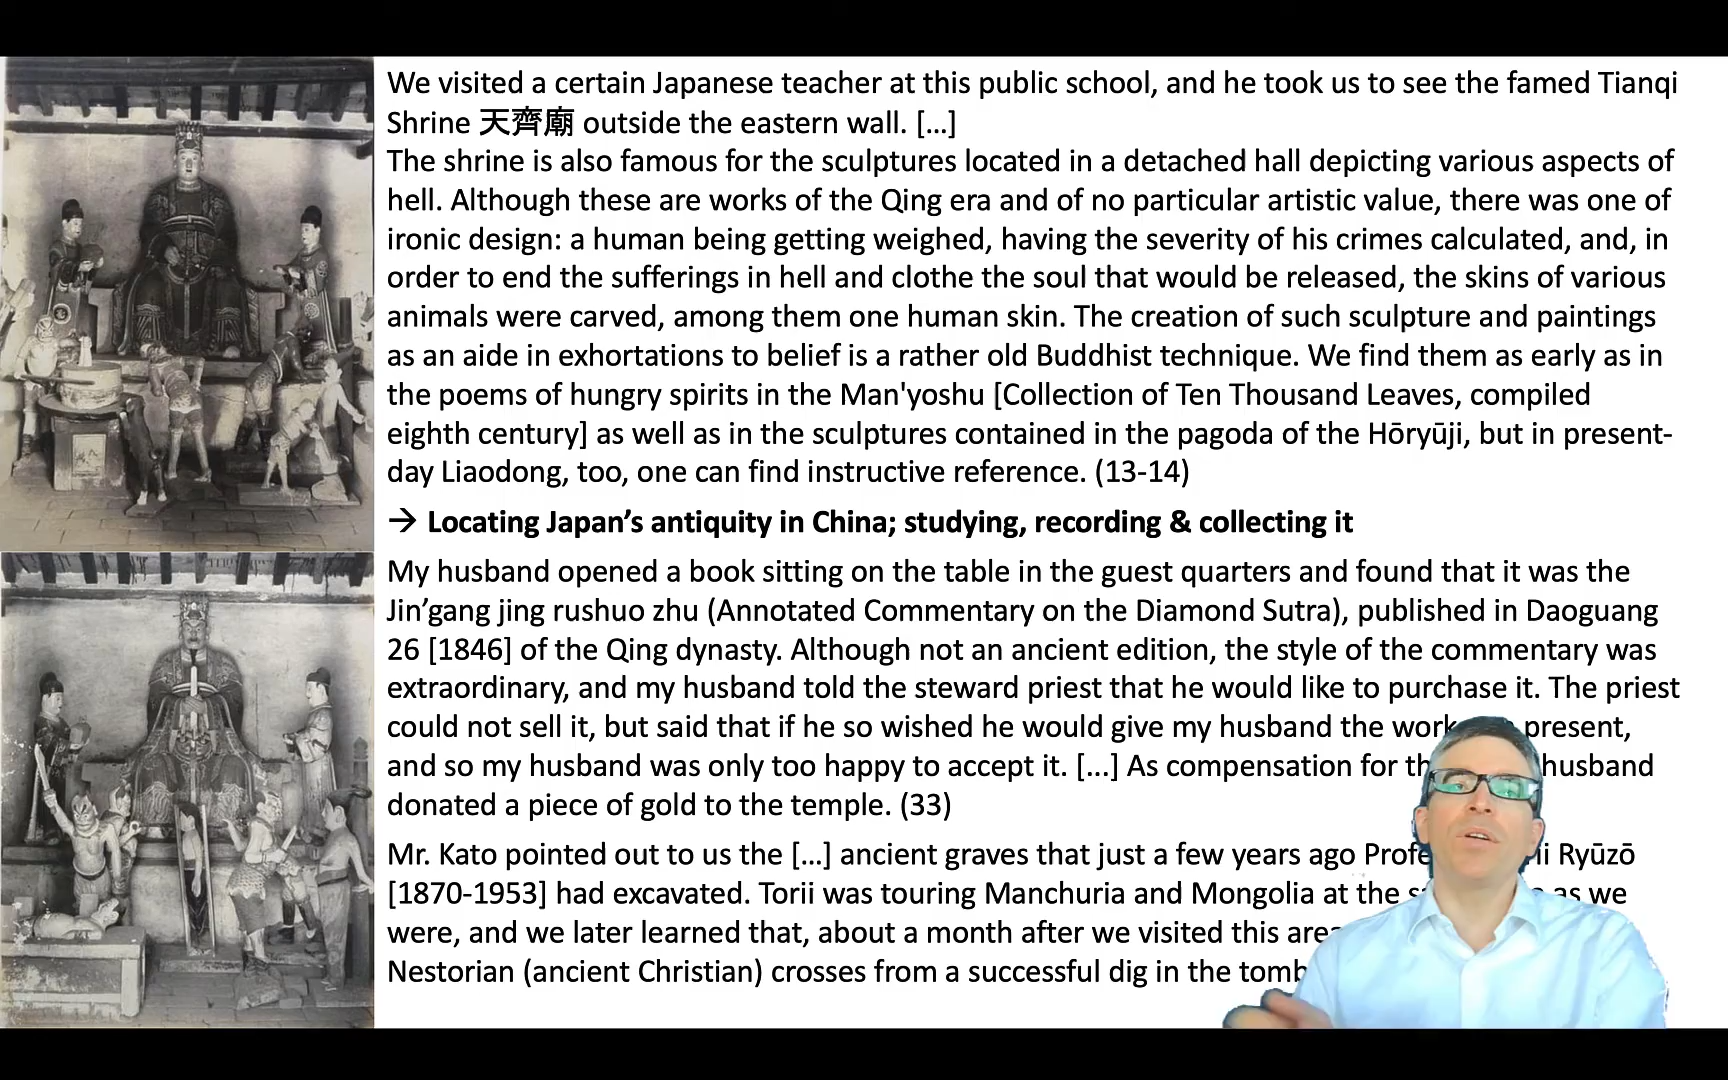 We visited a certain Japanese teacher at this public school, and he took us to see the famed Tianqi
Shrine 天齊廟 outside the eastern wall. […]
The shrine is also famous for the sculptures located in a detached hall depicting various aspects of
hell. Although these are works of the Qing era and of no particular artistic value, there was one of
ironic design: a human being getting weighed, having the severity of his crimes calculated, and, in
order to end the sufferings in hell and clothe the soul that would be released, the skins of various
animals were carved, among them one human skin. The creation of such sculpture and paintings
as an aide in exhortations to belief is a rather old Buddhist technique. We find them as early as in
the poems of hungry spirits in the Man'yoshu [Collection of Ten Thousand Leaves, compiled
eighth century] as well as in the sculptures contained in the pagoda of the Hōryūji, but in present-
day Liaodong, too, one can find instructive reference. (13-14)
→ Locating Japan’s antiquity in China; studying, recording & collecting it
My husband opened a book sitting on the table in the guest quarters and found that it was the
Jin’gang jing rushuo zhu (Annotated Commentary on the Diamond Sutra), published in Daoguang
26 [1846] of the Qing dynasty. Although not an ancient edition, the style of the commentary was
extraordinary, and my husband told the steward priest that he would like to purchase it. The priest
could not sell it, but said that if he so wished he would give my husband the work present,
and so my husband was only too happy to accept it. […] As compensation for husband
donated a piece of gold to the temple. (33)
Mr. Kato pointed out to us the […] ancient graves that just a few years ago Ryūzō
[1870-1953] had excavated. Torii was touring Manchuria and Mongolia at the as we
were, and we later learned that, about a month after we visited this
Nestorian (ancient Christian) crosses from a successful dig in the